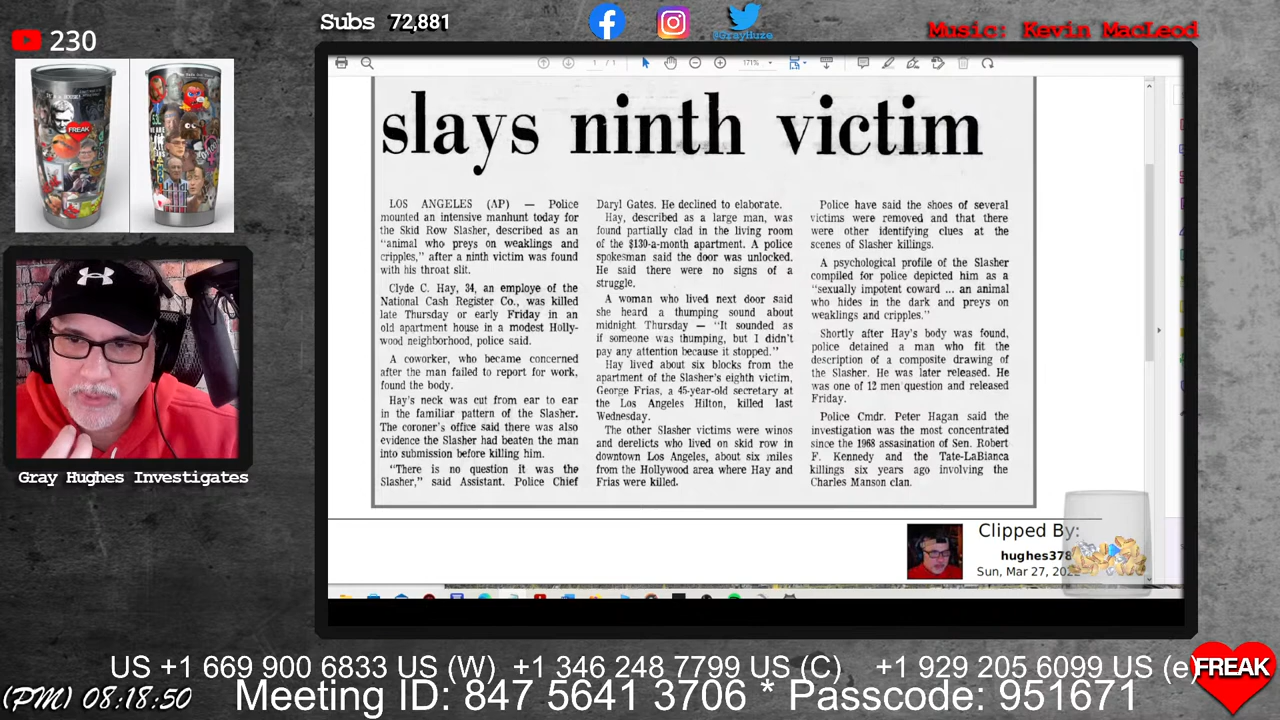 Subs 72,881
@GrayHuze
Music: Kevin MacLeod
230
FREAK
171%
slays ninth victim
LOS ANGELES (AP) — Police
mounted an intensive manhunt today for
the Skid Row Slasher, described as an
"animal who preys on weaklings and
cripples," after a ninth victim was found
with his throat slit.
Clyde C. Hay, 34, an employe of the
National Cash Register Co., was killed
late Thursday or early Friday in an
old apartment house in a modest Holly-
wood neighborhood, police said.
A coworker, who became concerned
after the man failed to report for work,
found the body.
Hay's neck was cut from ear to ear
in the familiar pattern of the Slasher.
The coroner's office said there was also
evidence the Slasher had beaten the man
into submission before killing him.
"There is no question it was the
Slasher," said Assistant. Police Chief
Daryl Gates. He declined to elaborate.
Hay, described as a large man, was
found partially clad in the living room
of the $130-a-month apartment. A police
spokesman said the door was unlocked.
He said there were no signs of a
struggle.
A woman who lived next door said
she heard a thumping sound about
midnight Thursday — "It sounded as
if someone was thumping, but I didn't
pay any attention because it stopped."
Hay lived about six blocks from the
apartment of the Slasher's eighth victim,
George Frias, a 45-year-old secretary at
the Los Angeles Hilton, killed last
Wednesday.
The other Slasher victims were winos
and derelicts who lived on skid row in
downtown Los Angeles, about six miles
from the Hollywood area where Hay and
Frias were killed.
Police have said the shoes of several
victims were removed and that there
were other identifying clues at the
scenes of Slasher killings.
A psychological profile of the Slasher
compiled for police depicted him as a
"sexually impotent coward ... an animal
who hides in the dark and preys on
weaklings and cripples."
Shortly after Hay's body was found,
police detained a man who fit the
description of a composite drawing of
the Slasher. He was later released. He
was one of 12 men question and released
Friday.
Police Cmdr. Peter Hagan said the
investigation was the most concentrated
since the 1968 assasination of Sen. Robert
F. Kennedy and the Tate-LaBianca
killings six years ago involving the
Charles Manson clan.
Clipped By:
hughes378
Sun, Mar 27,
Gray Hughes Investigates
US +1 669 900 6833 US (W) +1 346 248 7799 US (C) +1 929 205 6099 US (e)
FREAK
(PM) 08:18:50
Meeting ID: 847 5641 3706 * Passcode: 951671